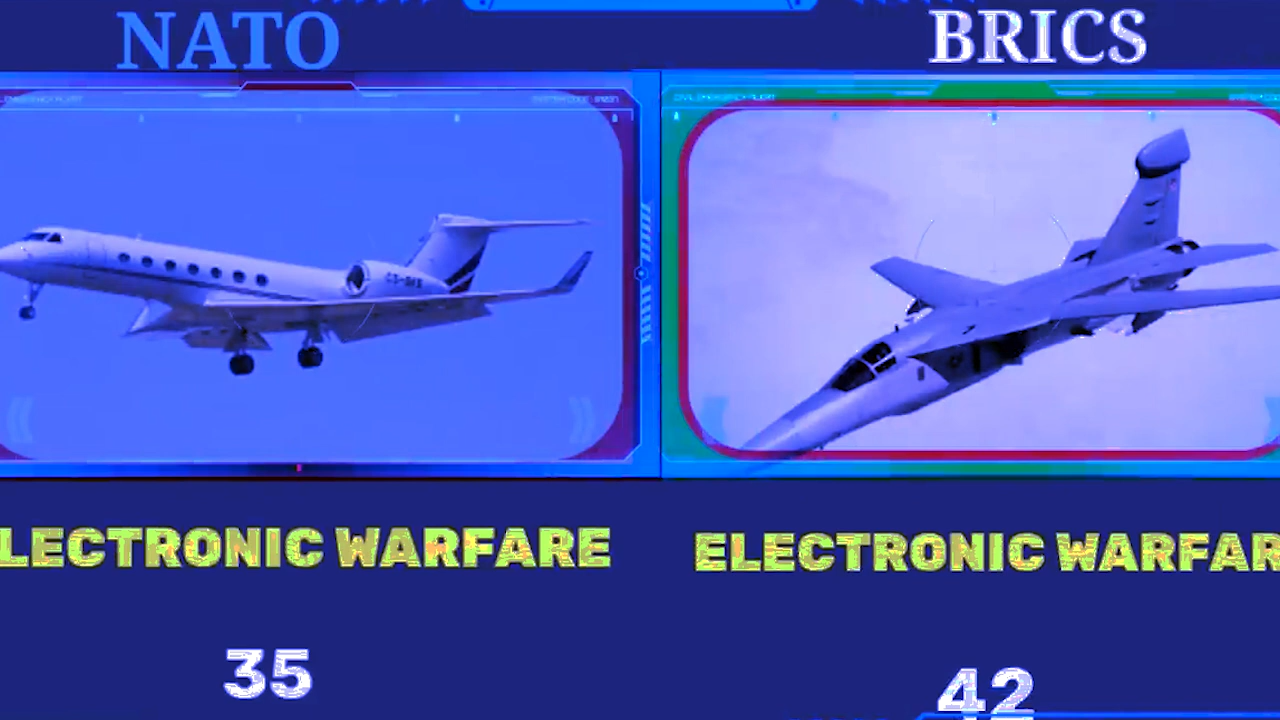 NATO
BRICS
LECTRONIC WARFARE
ELECTRONIC WARFAR
35
42